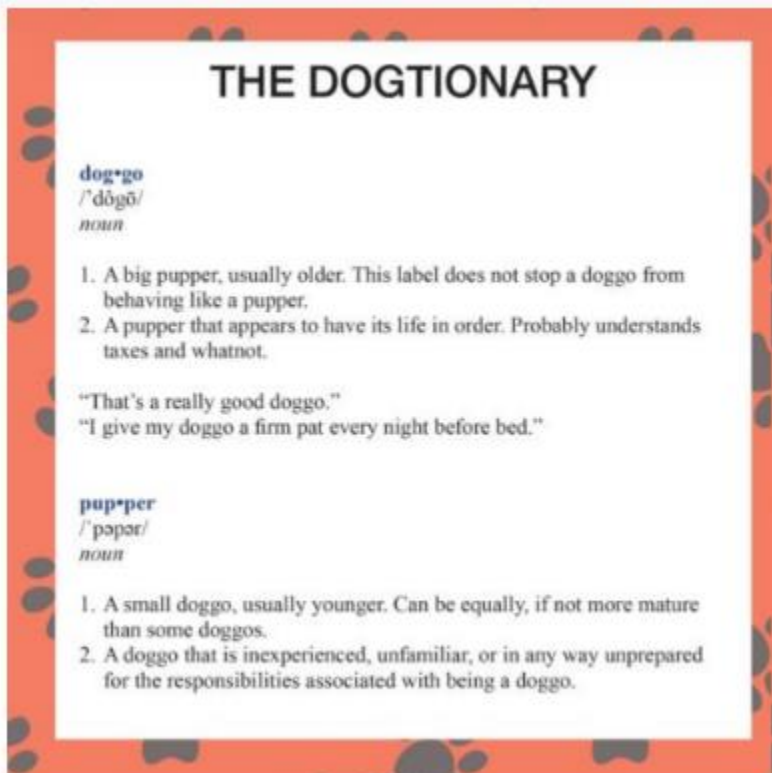 THE DOGTIONARY
dog•go
/'dôgō/
noun
1. A big pupper, usually older. This label does not stop a doggo from
behaving like a pupper.
2. A pupper that appears to have its life in order. Probably understands
taxes and whatnot.
“That’s a really good doggo.”
“I give my doggo a firm pat every night before bed.”
pup•per
/'pəpər/
noun
1. A small doggo, usually younger. Can be equally, if not more mature
than some doggos.
2. A doggo that is inexperienced, unfamiliar, or in any way unprepared
for the responsibilities associated with being a doggo.